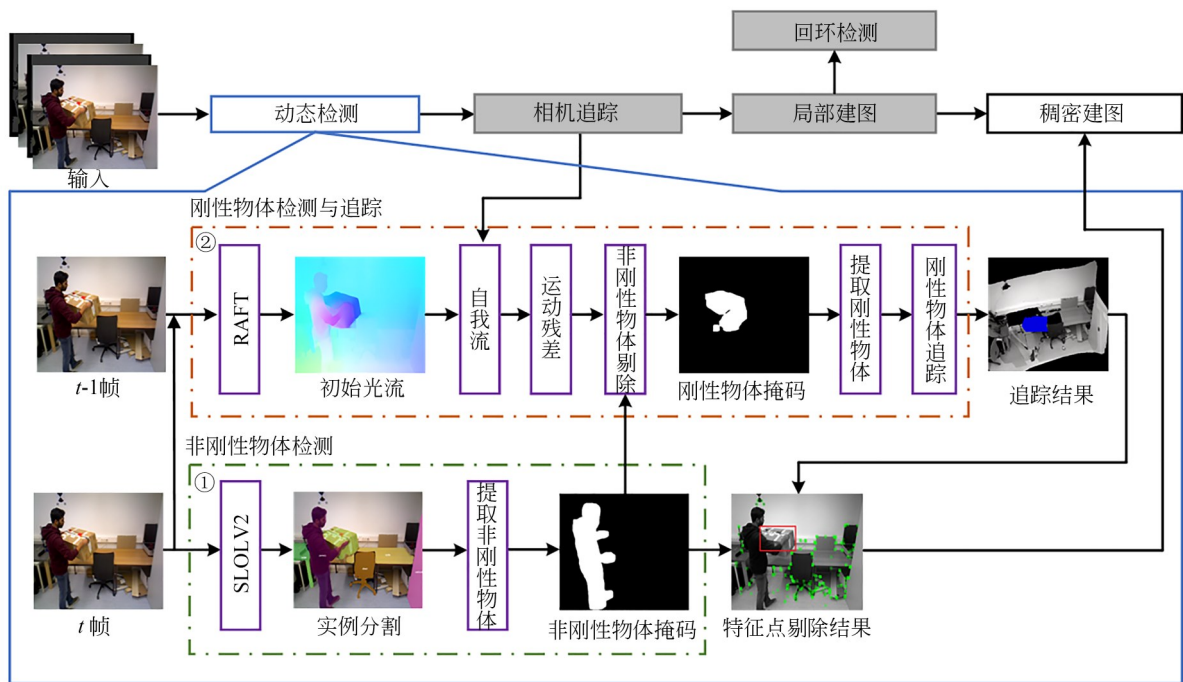 回环检测
动态检测
相机追踪
局部建图
稠密建图
输入
刚性物体检测与追踪
②
RAFT
初始光流
自我流
运动残差
非刚性物体剔除
刚性物体掩码
提取刚性物体
刚性物体追踪
追踪结果
t-1帧
非刚性物体检测
①
SLOLV2
实例分割
提取非刚性物体
非刚性物体掩码
特征点剔除结果
t 帧